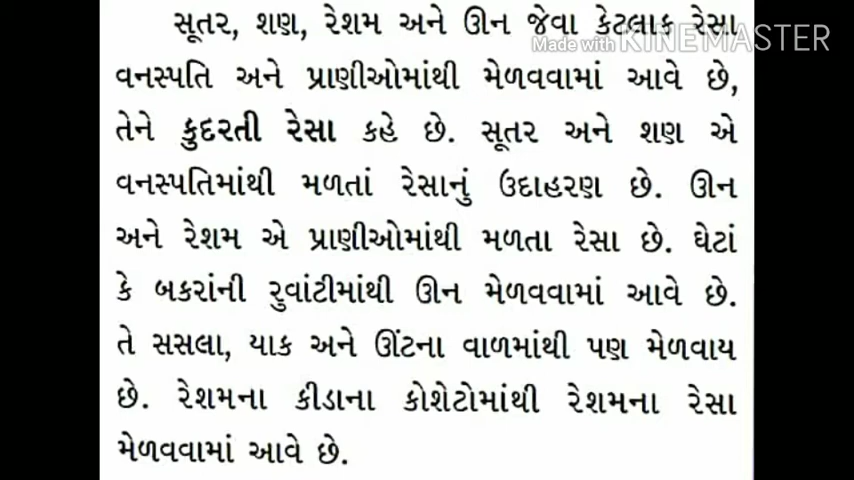 સૂતર, શણ, રેશમ અને ઊન જેવા કેટલાક રેસા
Made with KINEMASTER
વનસ્પતિ અને પ્રાણીઓમાંથી મેળવવામાં આવે છે,
તેને કુદરતી રેસા કહે છે. સૂતર અને શણ એ
વનસ્પતિમાંથી મળતાં રેસાનું ઉદાહરણ છે. ઊન
અને રેશમ એ પ્રાણીઓમાંથી મળતા રેસા છે. ઘેટાં
કે બકરાંની રુવાંટીમાંથી ઊન મેળવવામાં આવે છે.
તે સસલા, યાક અને ઊંટના વાળમાંથી પણ મેળવાય
છે. રેશમના કીડાના કોશેટોમાંથી રેશમના રેસા
મેળવવામાં આવે છે.